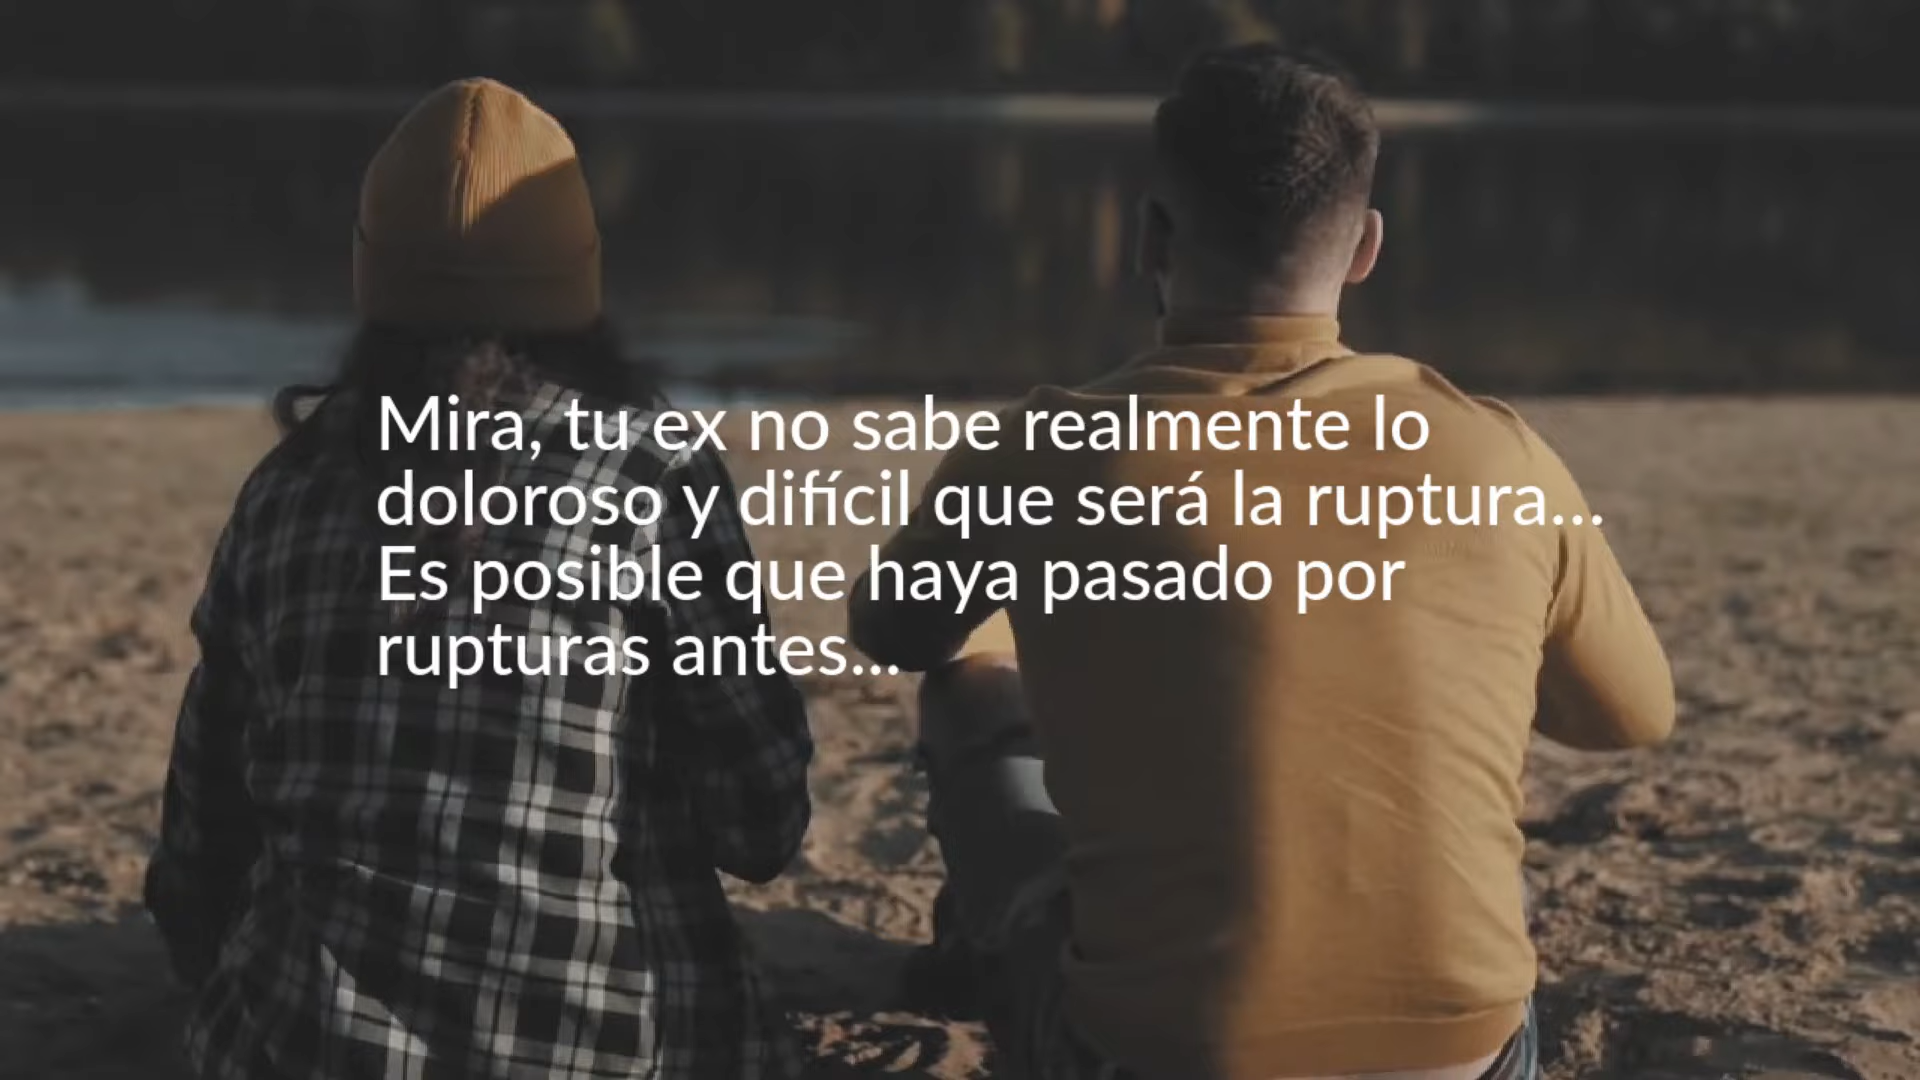 Mira, tu ex no sabe realmente lo
doloroso y difícil que será la ruptura...
Es posible que haya pasado por
rupturas antes...